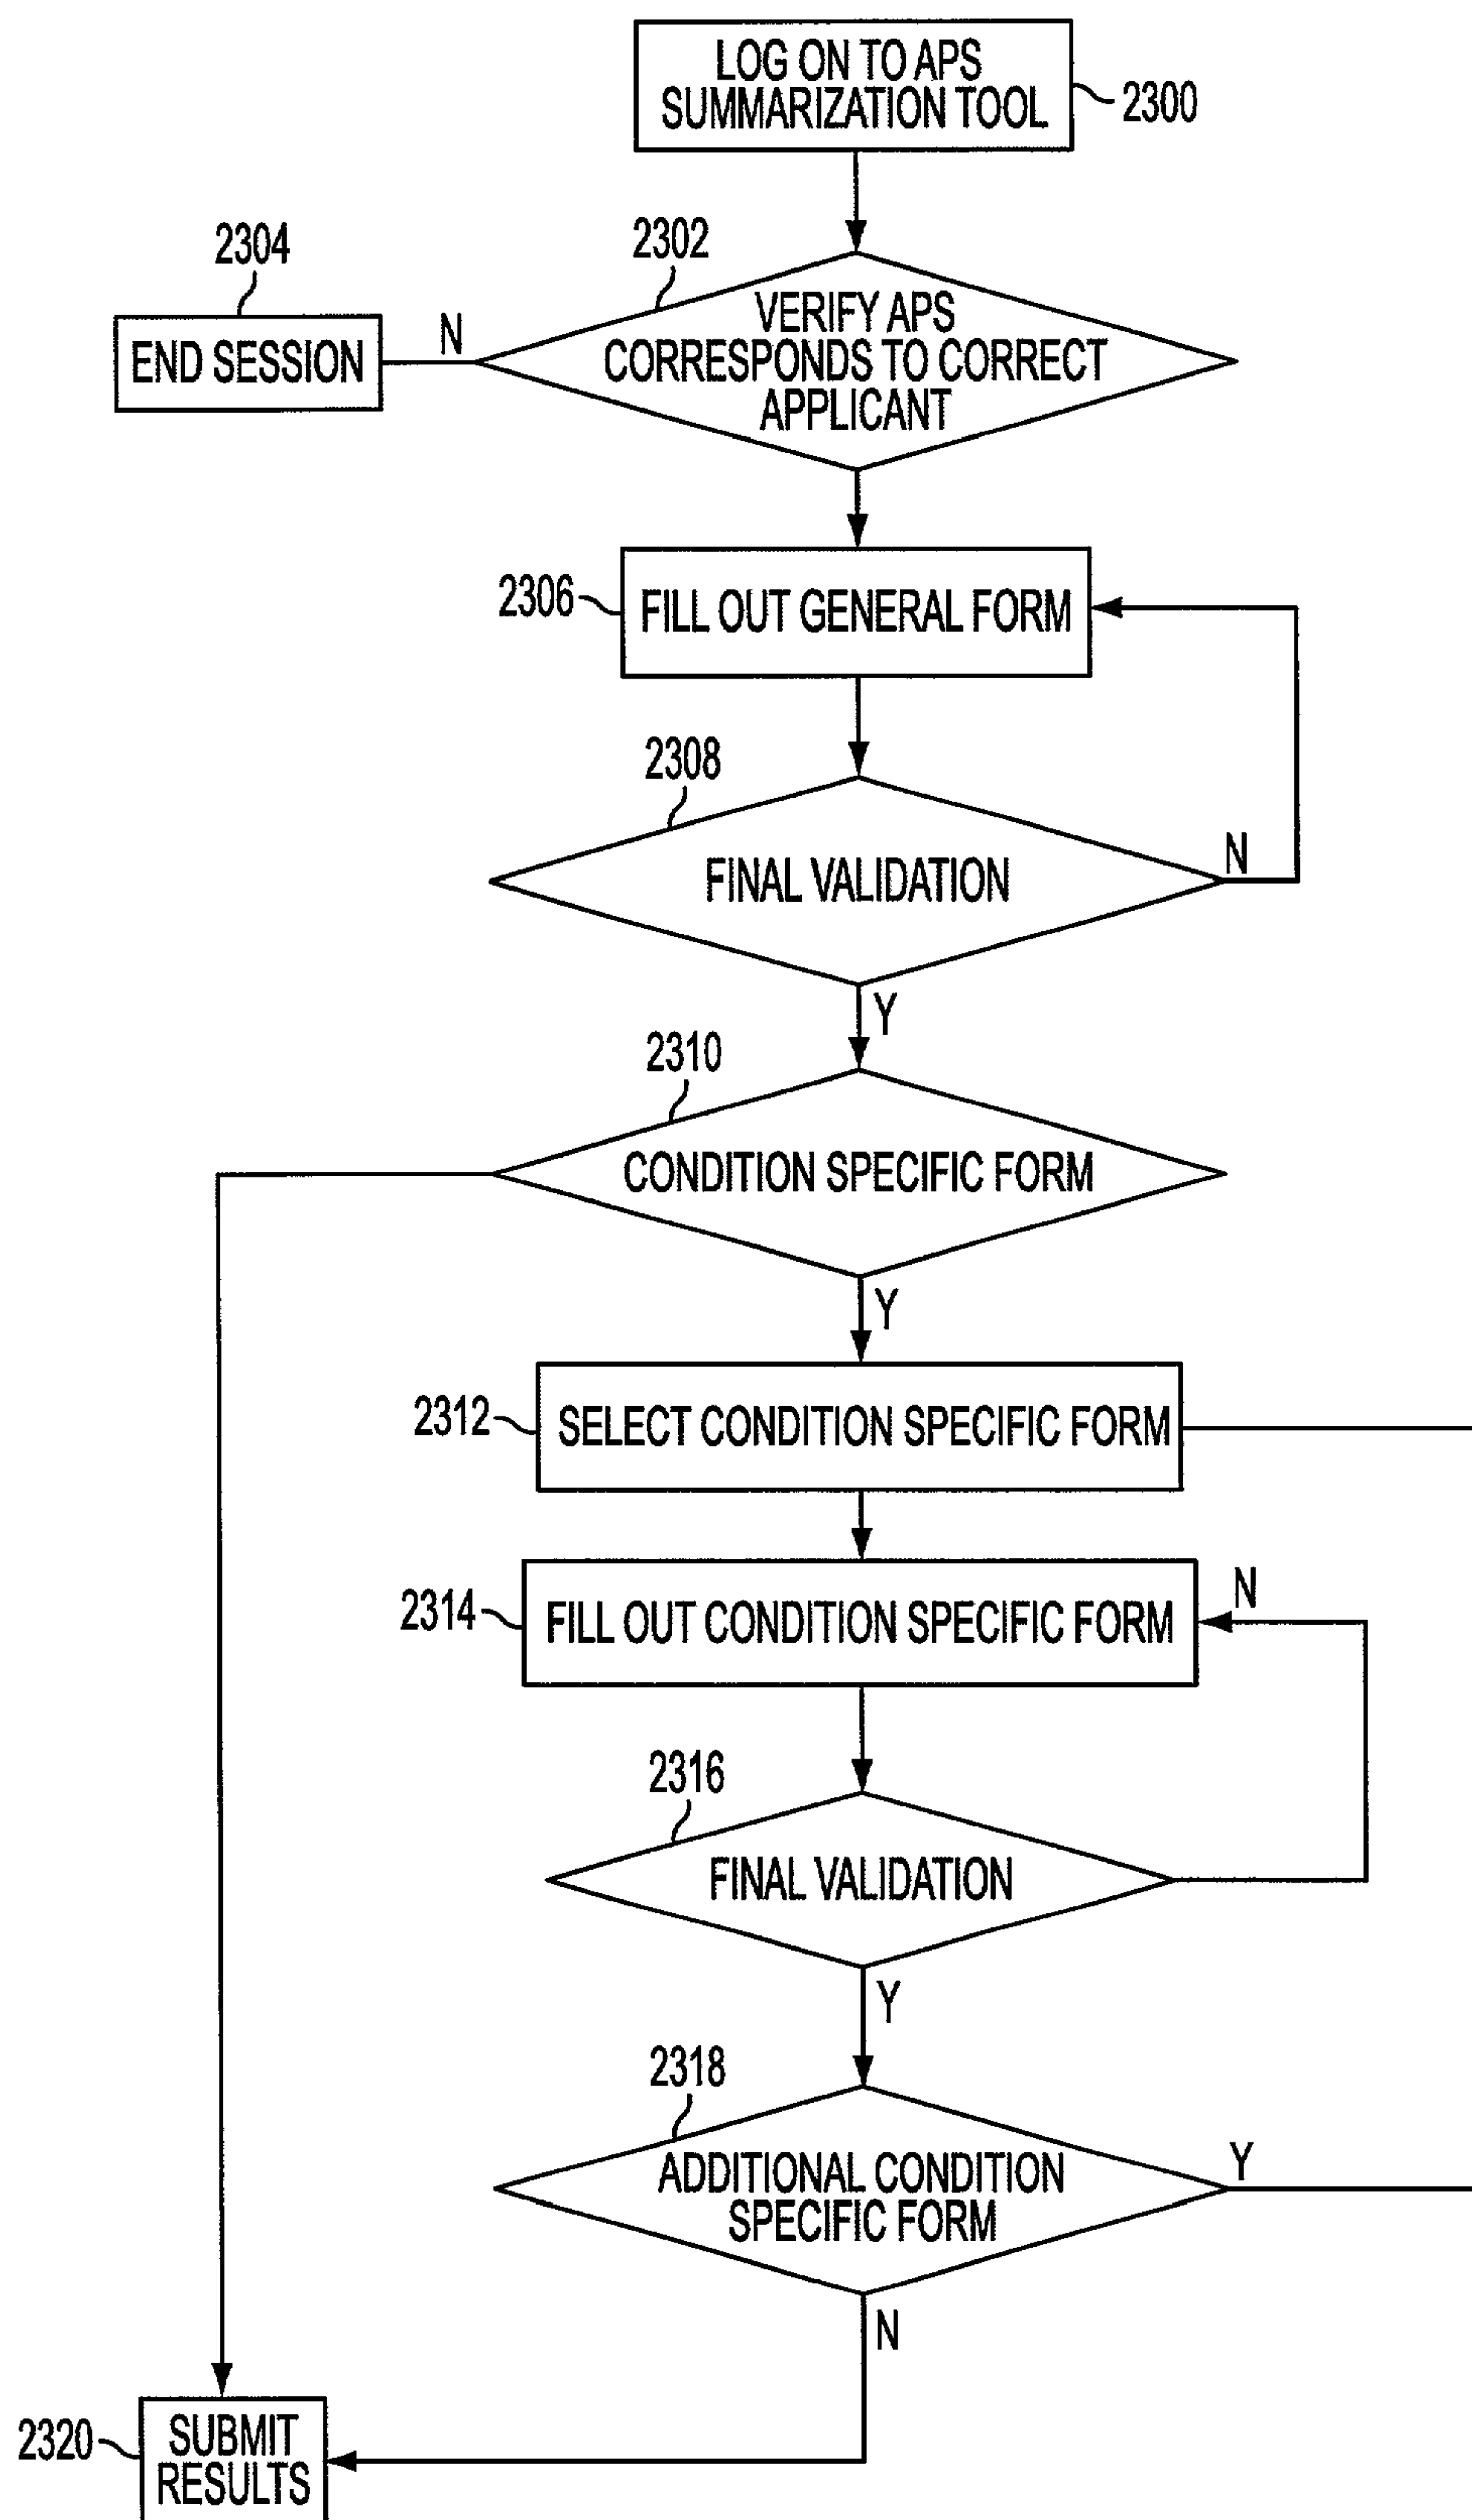 LOG ON TO APS
SUMMARIZATION TOOL
2300
2304
2302
END SESSION
N
VERIFY APS
CORRESPONDS TO CORRECT
APPLICANT
2306
FILL OUT GENERAL FORM
2308
FINAL VALIDATION
N
Y
2310
CONDITION SPECIFIC FORM
Y
2312
SELECT CONDITION SPECIFIC FORM
2314
FILL OUT CONDITION SPECIFIC FORM
N
2316
FINAL VALIDATION
Y
2318
ADDITIONAL CONDITION
SPECIFIC FORM
Y
N
2320
SUBMIT
RESULTS